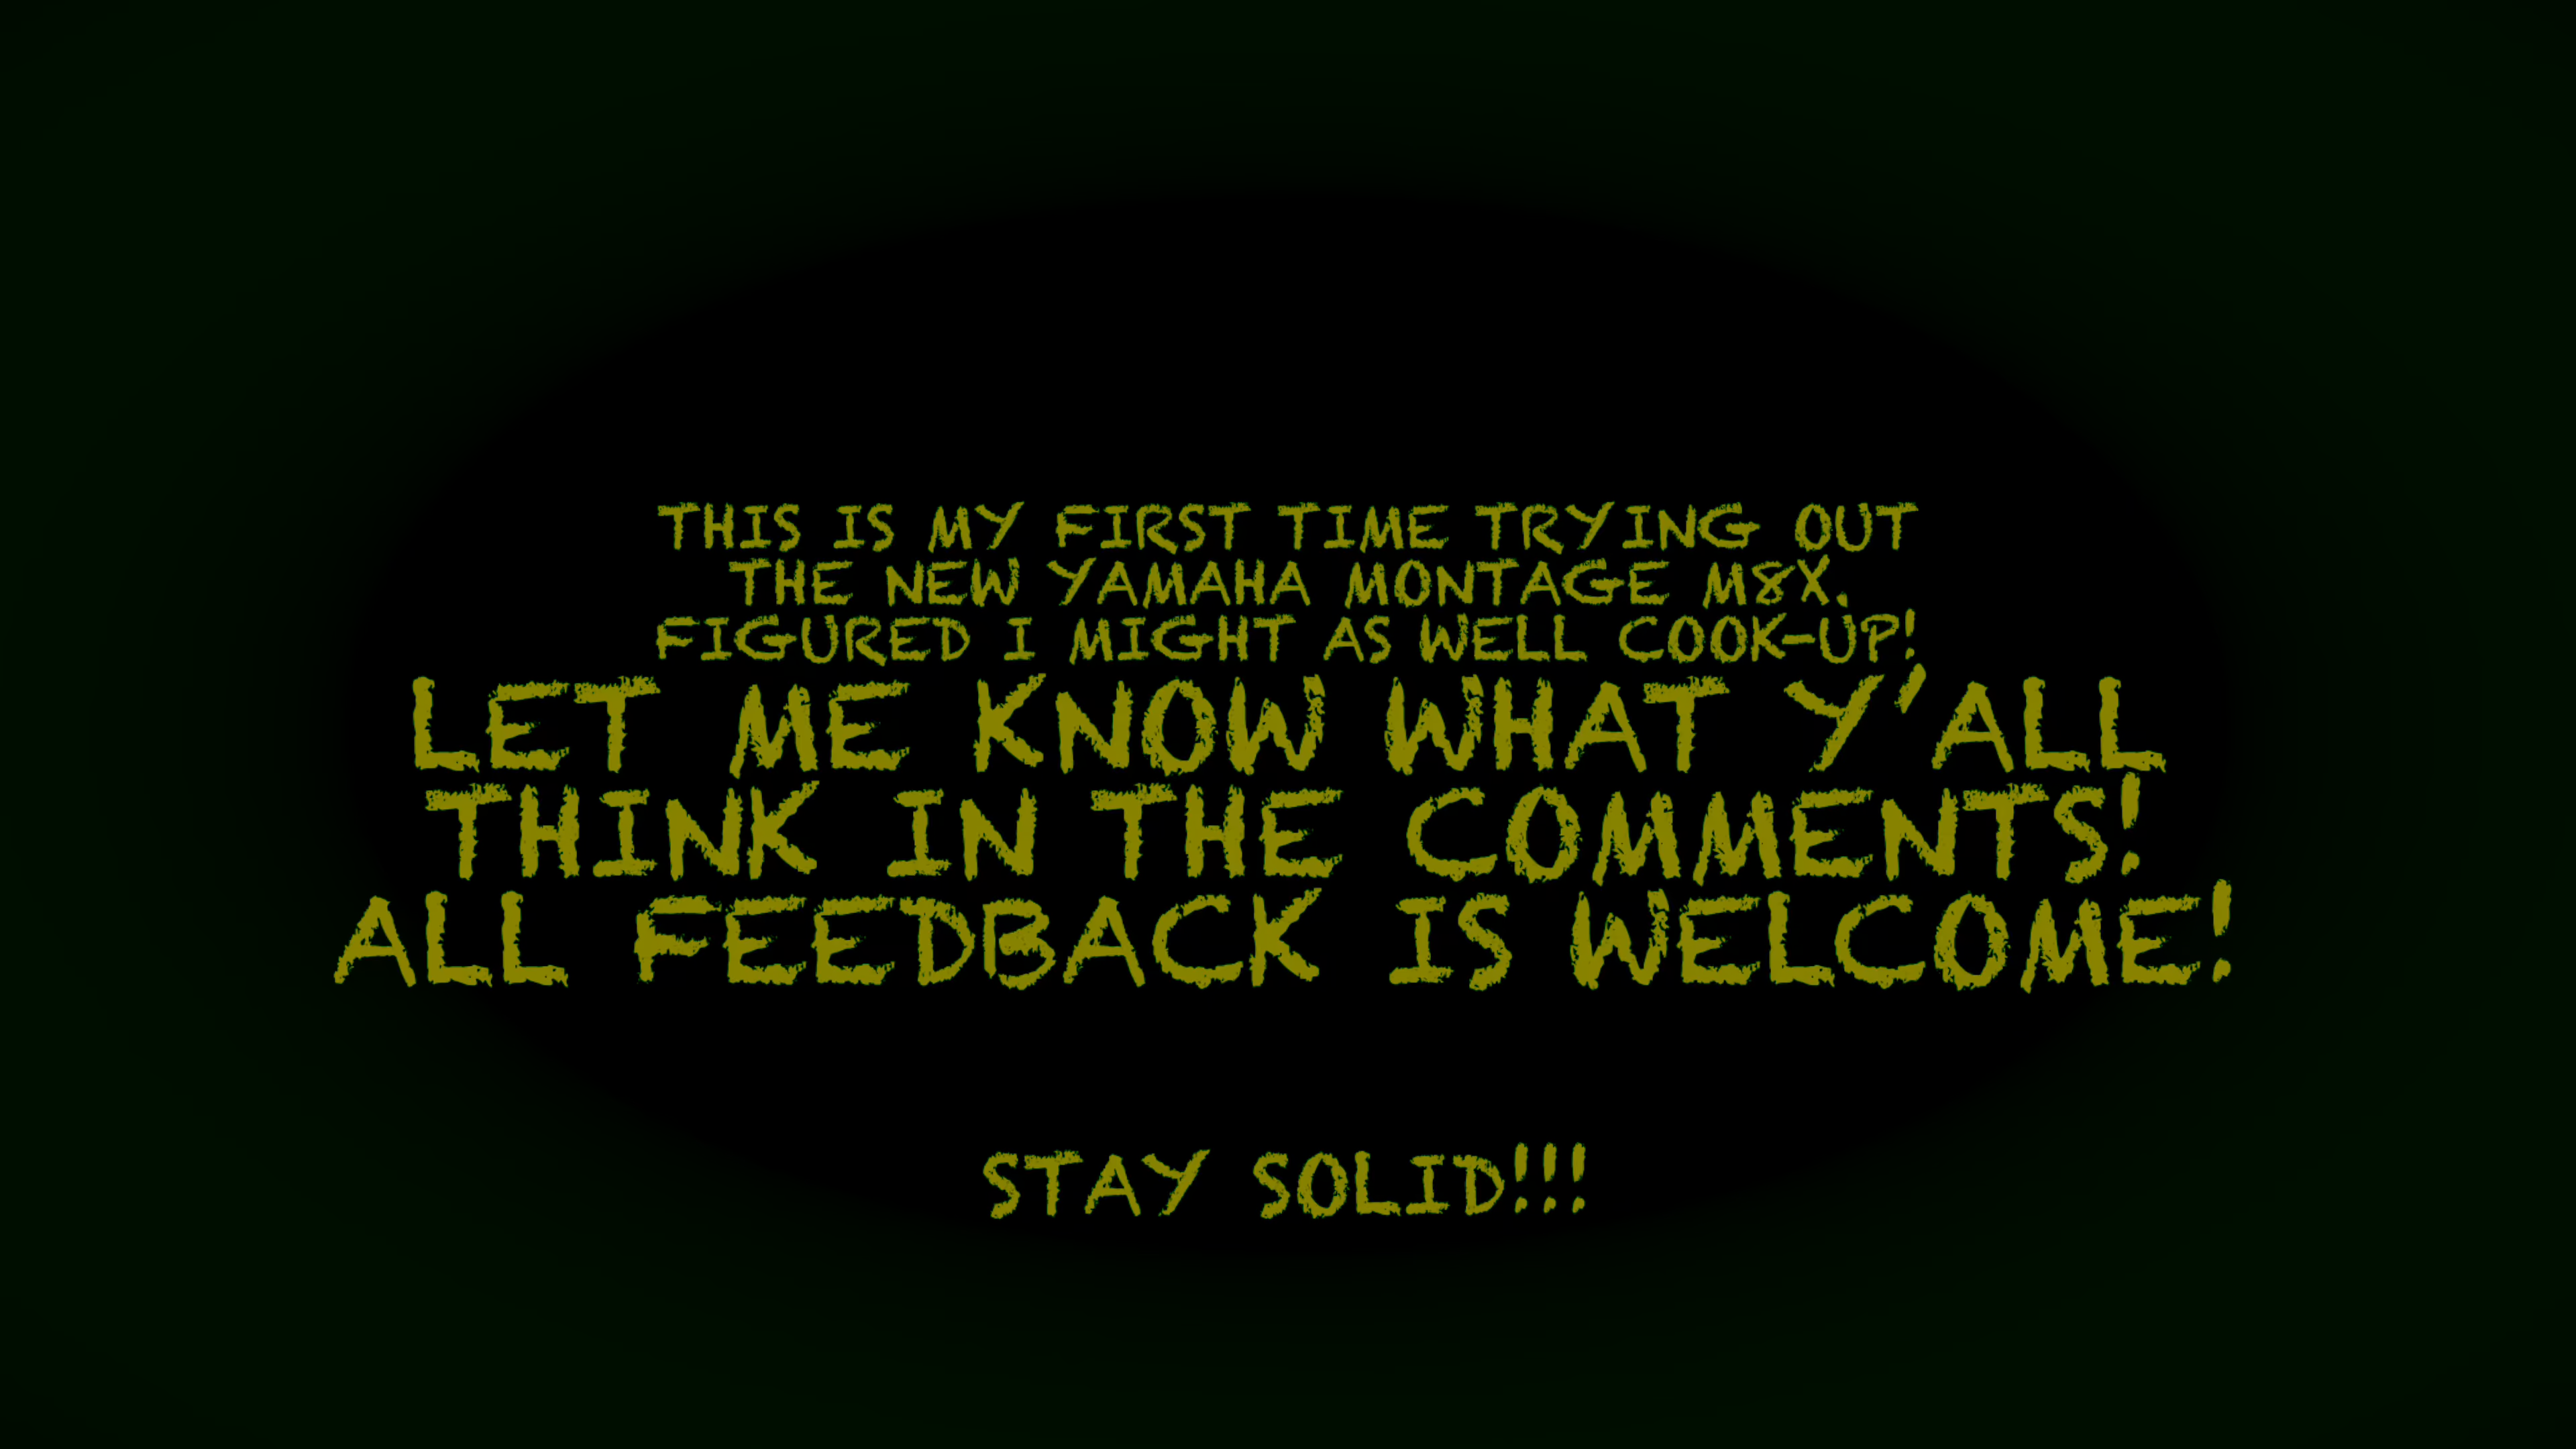 THIS IS MY FIRST TIME TRYING OUT
THE NEW YAMAHA MONTAGE M8X.
FIGURED I MIGHT AS WELL COOK-UP!
LET ME KNOW WHAT Y'ALL
THINK IN THE COMMENTS!
ALL FEEDBACK IS WELCOME!
STAY SOLID!!!